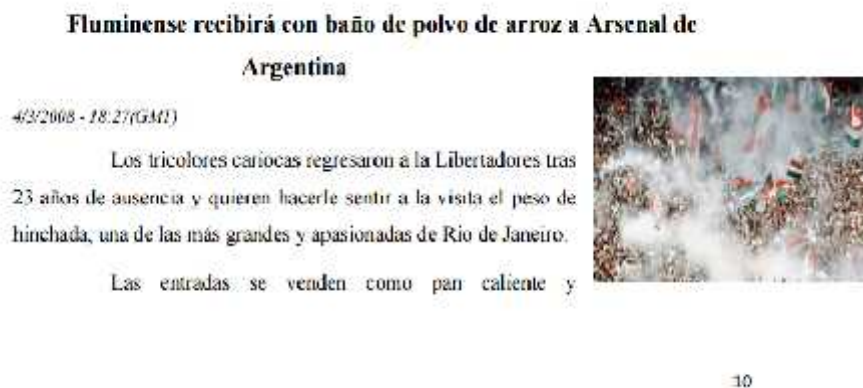 Fluminense recibirá con baño de polvo de arroz a Arsenal de
Argentina
4/3/2008 - 18:27(GMT)
Los tricolores cariocas regresaron a la Libertadores tras
23 años de ausencia y quieren hacerle sentir a la visita el peso de
hinchada, una de las más grandes y apasionadas de Rio de Janeiro.
Las entradas se venden como pan caliente y
10